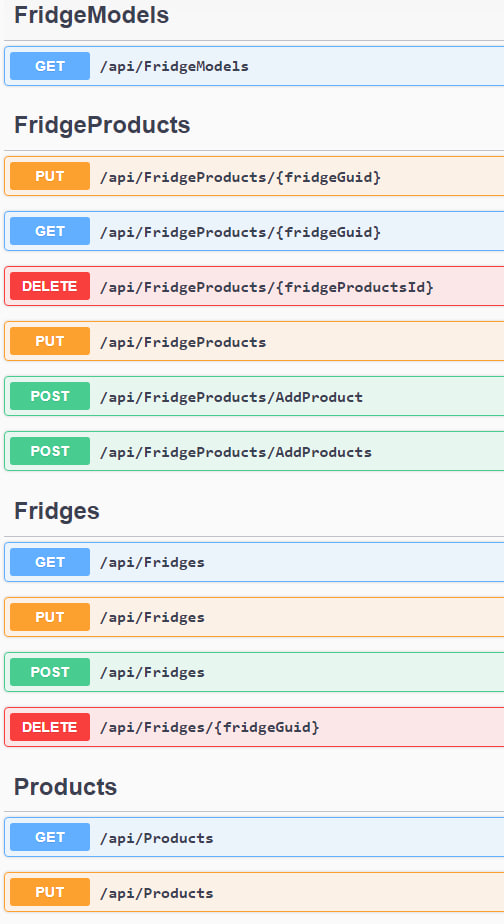 FridgeModels
GET /api/FridgeModels
FridgeProducts
PUT /api/FridgeProducts/{fridgeGuid}
GET /api/FridgeProducts/{fridgeGuid}
DELETE /api/FridgeProducts/{fridgeProductsId}
PUT /api/FridgeProducts
POST /api/FridgeProducts/AddProduct
POST /api/FridgeProducts/AddProducts
Fridges
GET /api/Fridges
PUT /api/Fridges
POST /api/Fridges
DELETE /api/Fridges/{fridgeGuid}
Products
GET /api/Products
PUT /api/Products